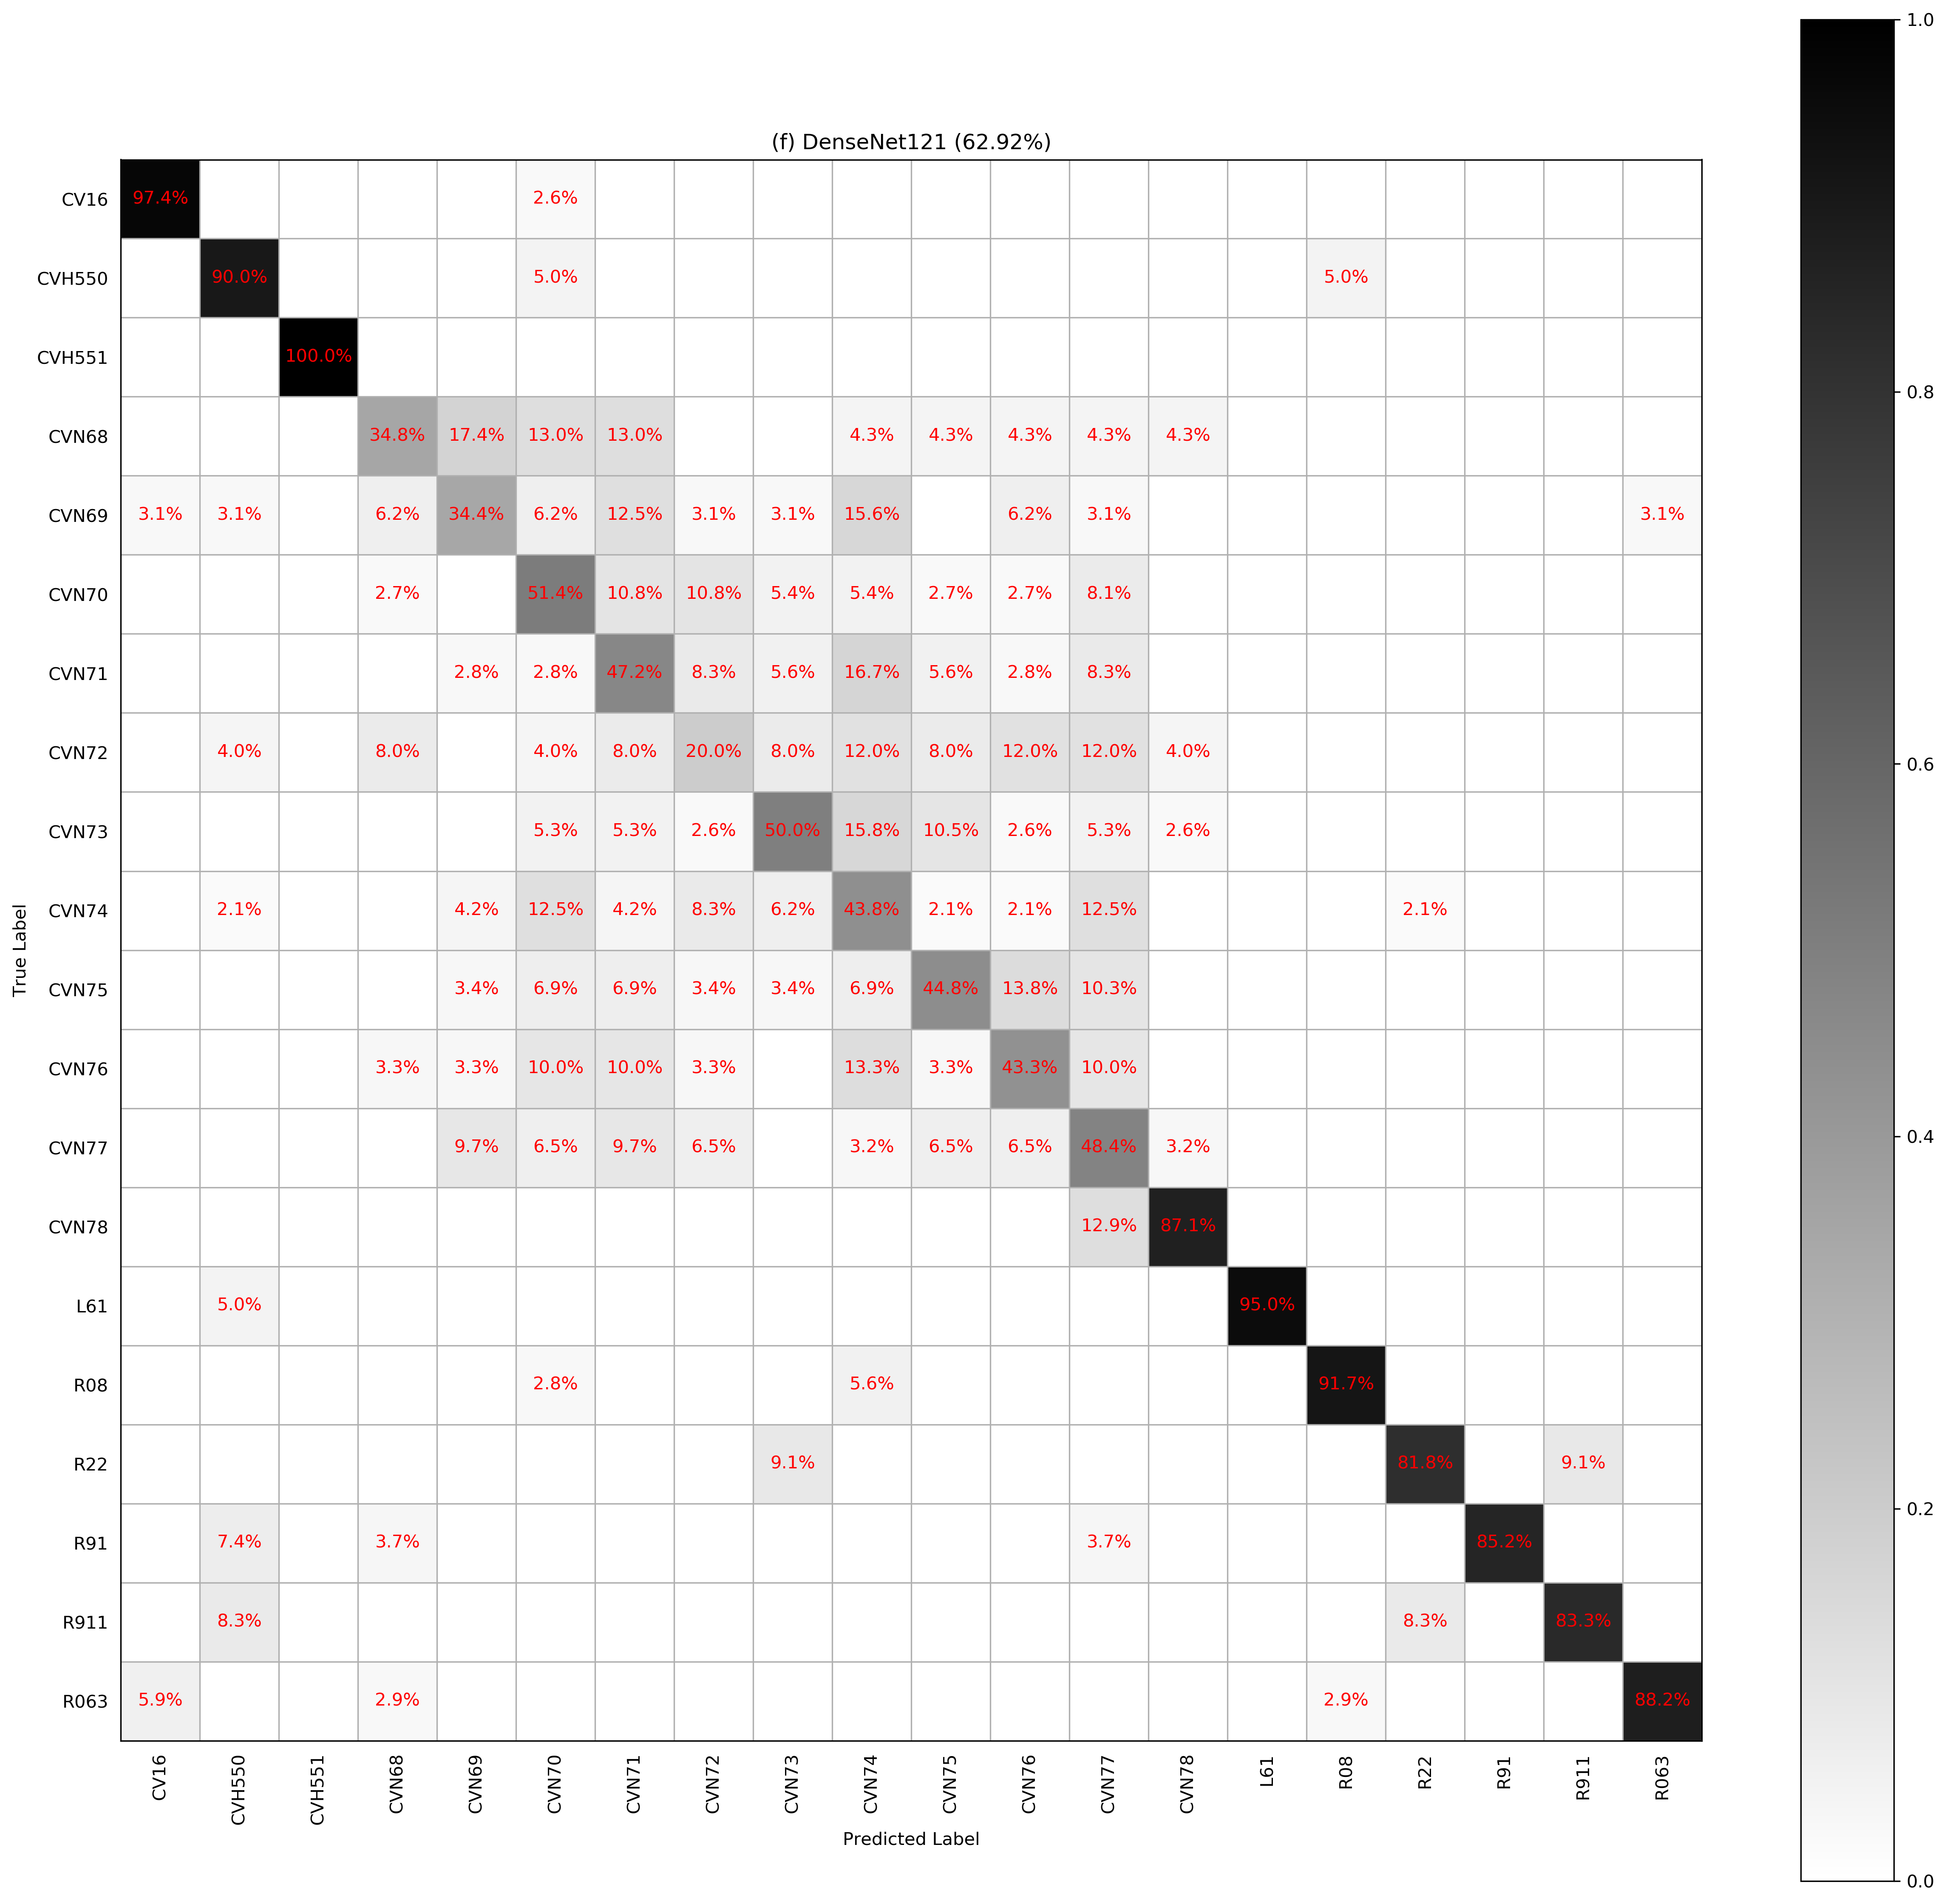 (f) DenseNet121 (62.92%)
1.0
0.8
0.6
0.4
0.2
0.0
True Label
CV16 97.4% 2.6%
CVH550 90.0% 5.0% 5.0%
CVH551 100.0%
CVN68 34.8% 17.4% 13.0% 13.0% 4.3% 4.3% 4.3% 4.3% 4.3%
CVN69 3.1% 3.1% 6.2% 34.4% 6.2% 12.5% 3.1% 3.1% 15.6% 6.2% 3.1% 3.1%
CVN70 2.7% 51.4% 10.8% 10.8% 5.4% 5.4% 2.7% 2.7% 8.1%
CVN71 2.8% 2.8% 47.2% 8.3% 5.6% 16.7% 5.6% 2.8% 8.3%
CVN72 4.0% 8.0% 4.0% 8.0% 20.0% 8.0% 12.0% 8.0% 12.0% 12.0% 4.0%
CVN73 5.3% 5.3% 2.6% 50.0% 15.8% 10.5% 2.6% 5.3% 2.6%
CVN74 2.1% 4.2% 12.5% 4.2% 8.3% 6.2% 43.8% 2.1% 2.1% 12.5% 2.1%
CVN75 3.4% 6.9% 6.9% 3.4% 3.4% 6.9% 44.8% 13.8% 10.3%
CVN76 3.3% 3.3% 10.0% 10.0% 3.3% 13.3% 3.3% 43.3% 10.0%
CVN77 9.7% 6.5% 9.7% 6.5% 3.2% 6.5% 6.5% 48.4% 3.2%
CVN78 12.9% 87.1%
L61 5.0% 95.0%
R08 2.8% 5.6% 91.7%
R22 9.1% 81.8% 9.1%
R91 7.4% 3.7% 3.7% 85.2%
R911 8.3% 8.3% 83.3%
R063 5.9% 2.9% 2.9% 88.2%
CV16 CVH550 CVH551 CVN68 CVN69 CVN70 CVN71 CVN72 CVN73 CVN74 CVN75 CVN76 CVN77 CVN78 L61 R08 R22 R91 R911 R063
Predicted Label